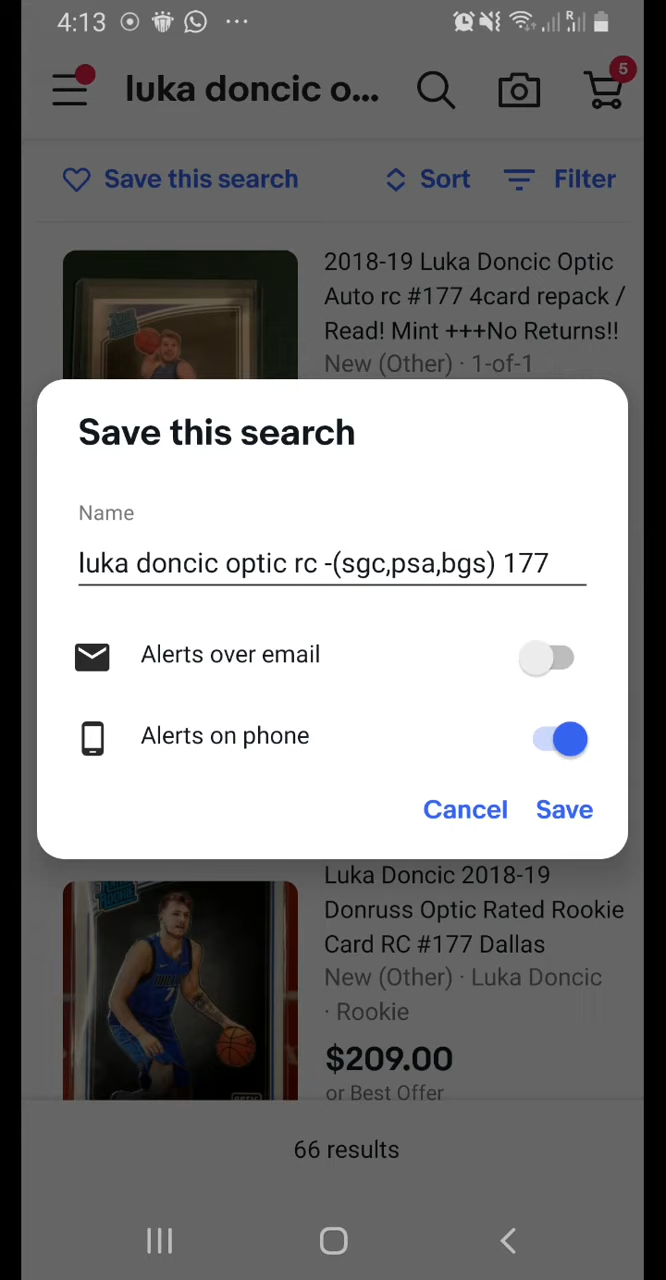 4:13
luka doncic o...
5
Save this search
Sort
Filter
2018-19 Luka Doncic Optic
Auto rc #177 4card repack /
Read! Mint +++No Returns!!
New (Other) · 1-of-1
Save this search
Name
luka doncic optic rc -(sgc,psa,bgs) 177
Alerts over email
Alerts on phone
Cancel
Save
Luka Doncic 2018-19
Donruss Optic Rated Rookie
Card RC #177 Dallas
New (Other) · Luka Doncic
· Rookie
$209.00
or Best Offer
66 results